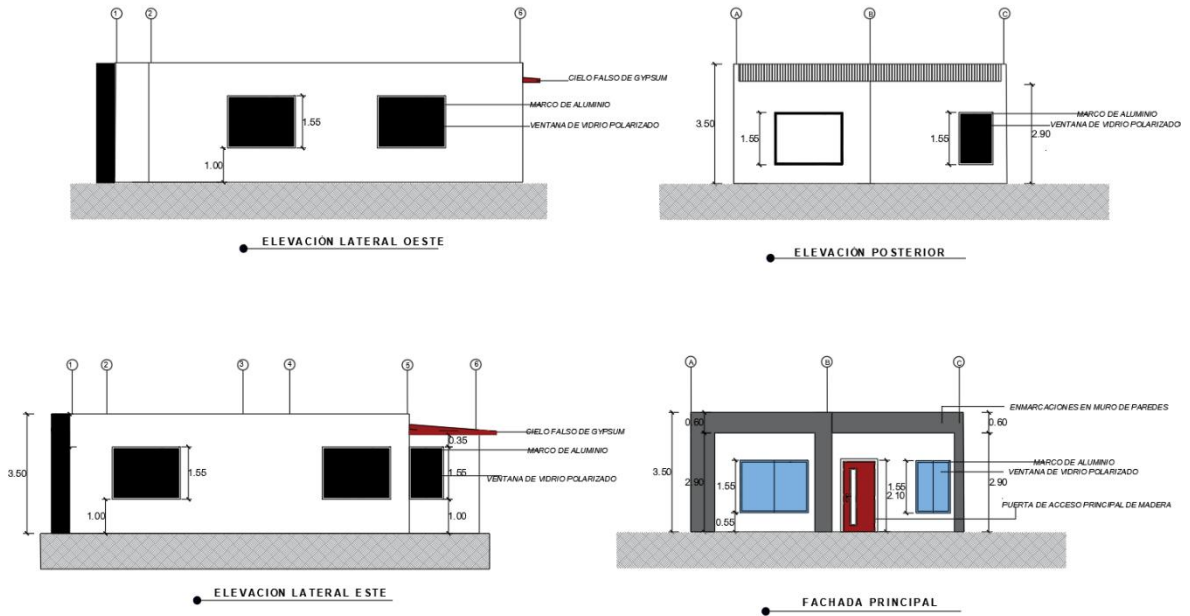 1
2
6
CIELO FALSO DE GYPSUM
MARCO DE ALUMINIO
VENTANA DE VIDRIO POLARIZADO
1.55
1.00
ELEVACIÓN LATERAL OESTE
A
B
C
3.50
1.55
1.55
2.90
MARCO DE ALUMINIO
VENTANA DE VIDRIO POLARIZADO
ELEVACIÓN POSTERIOR
1
2
3
4
5
6
CIELO FALSO DE GYPSUM
0.35
MARCO DE ALUMINIO
3.50
1.55
1.55
VENTANA DE VIDRIO POLARIZADO
1.00
1.00
ELEVACION LATERAL ESTE
A
B
C
ENMARCACIONES EN MURO DE PAREDES
0.60
0.60
MARCO DE ALUMINIO
VENTANA DE VIDRIO POLARIZADO
3.50
2.90
1.55
1.55
2.10
2.90
PUERTA DE ACCESO PRINCIPAL DE MADERA
0.55
FACHADA PRINCIPAL